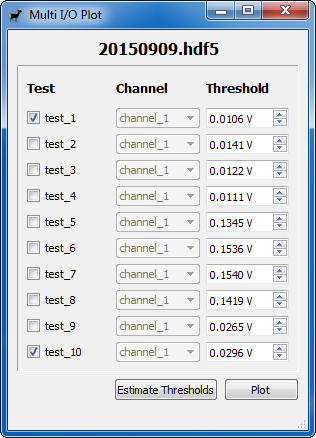 Multi I/O Plot
20150909.hdf5
Test Channel Threshold
test_1 channel_1 0.0106 V
test_2 channel_1 0.0141 V
test_3 channel_1 0.0122 V
test_4 channel_1 0.0111 V
test_5 channel_1 0.1345 V
test_6 channel_1 0.1536 V
test_7 channel_1 0.1540 V
test_8 channel_1 0.1419 V
test_9 channel_1 0.0265 V
test_10 channel_1 0.0296 V
Estimate Thresholds Plot